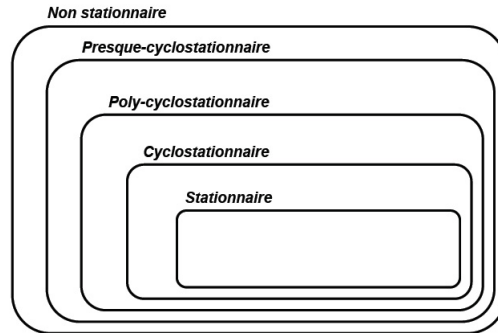 Non stationnaire
Presque-cyclostationnaire
Poly-cyclostationnaire
Cyclostationnaire
Stationnaire